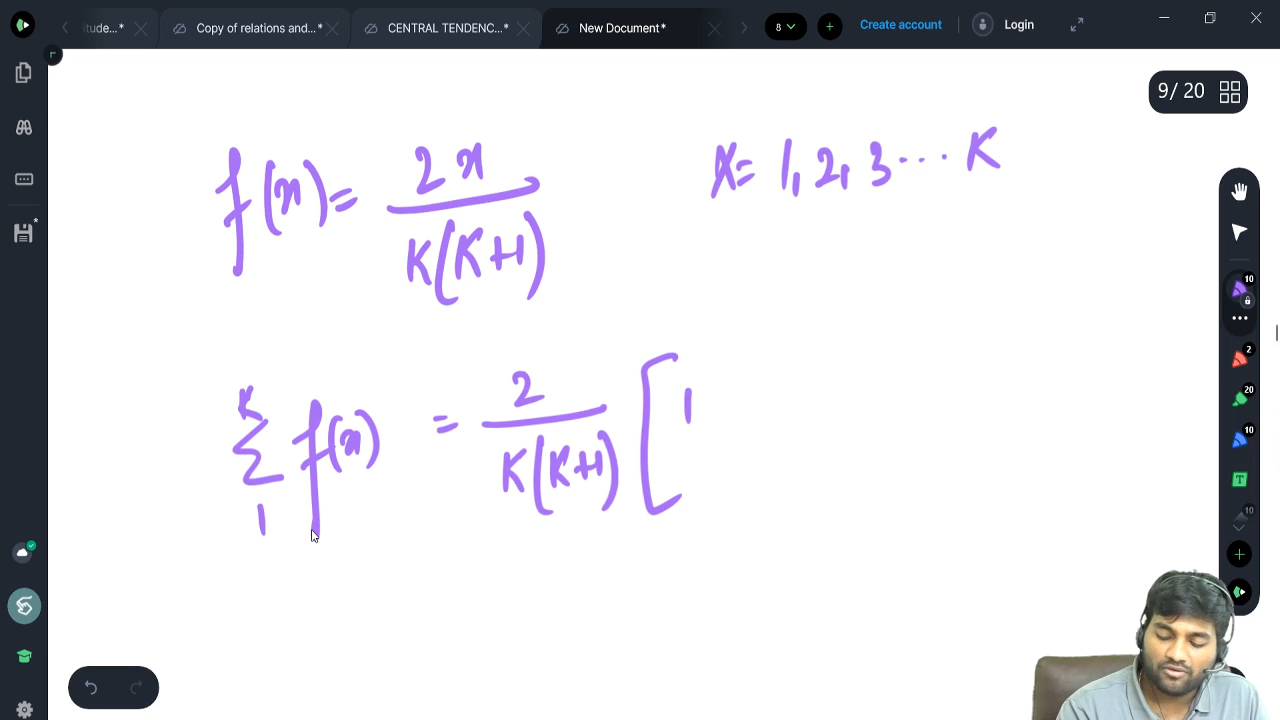 itude...*
Copy of relations and...*
CENTRAL TENDENC...*
New Document*
8
Create account
Login
9/ 20
f(x) = 2x / K(K+1)
x = 1, 2, 3 ... K
K
Σ f(x) = 2 / K(K+1) [ 1
1
10
2
20
10
T
10